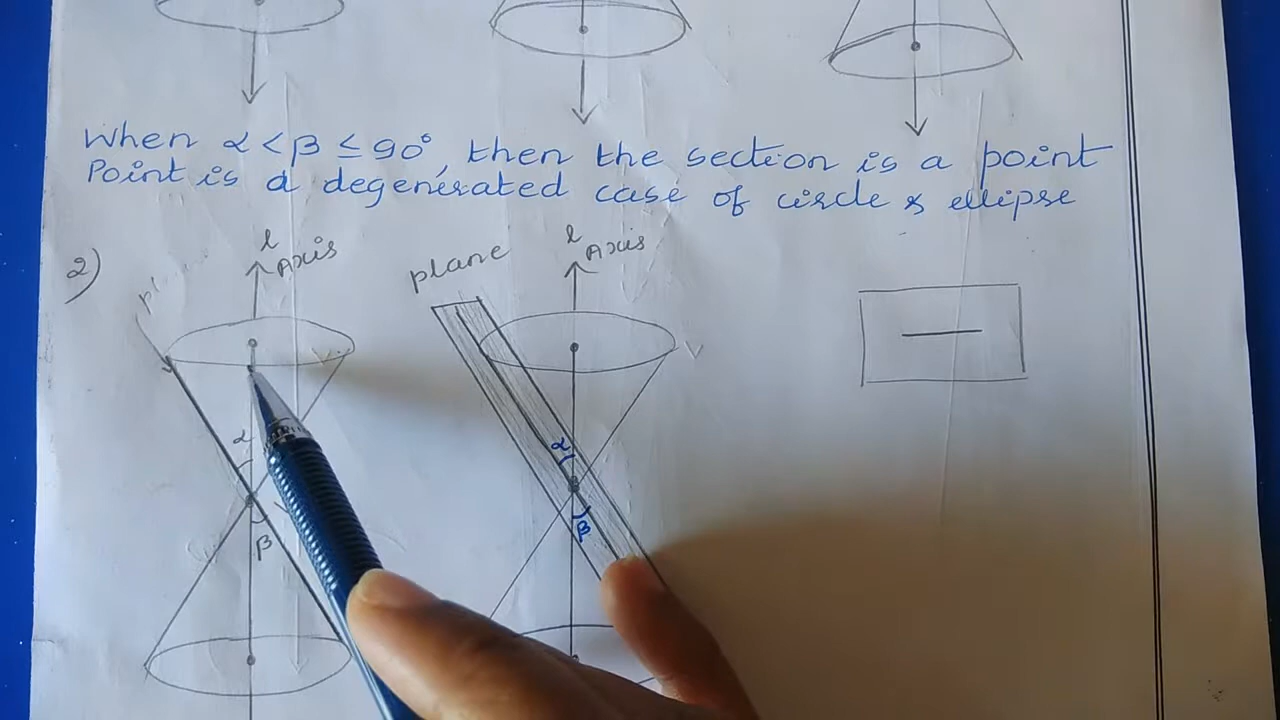 When α < β ≤ 90°, then the section is a point
Point is a degenerated case of circle & ellipse
2)
l
Axis
plane
l
Axis
α
β
α
β